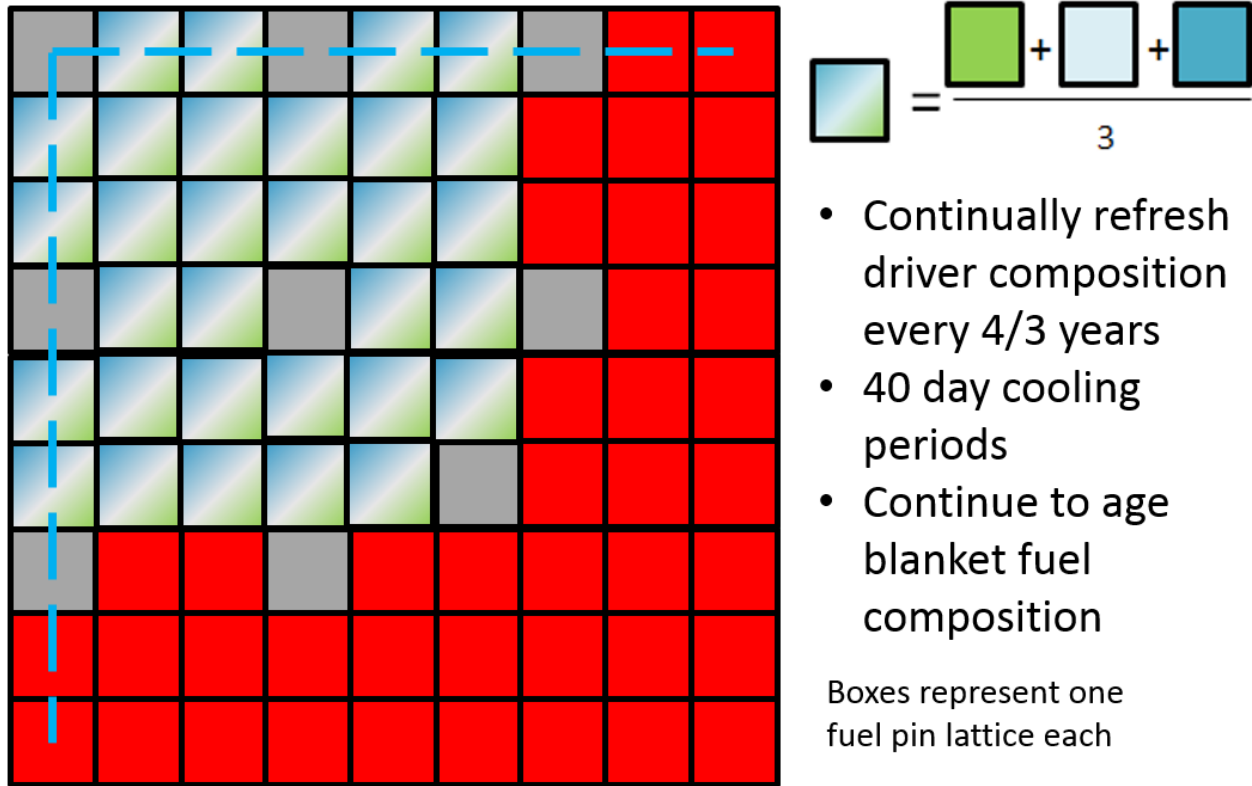 + +
=
3
• Continually refresh
driver composition
every 4/3 years
• 40 day cooling
periods
• Continue to age
blanket fuel
composition
Boxes represent one
fuel pin lattice each